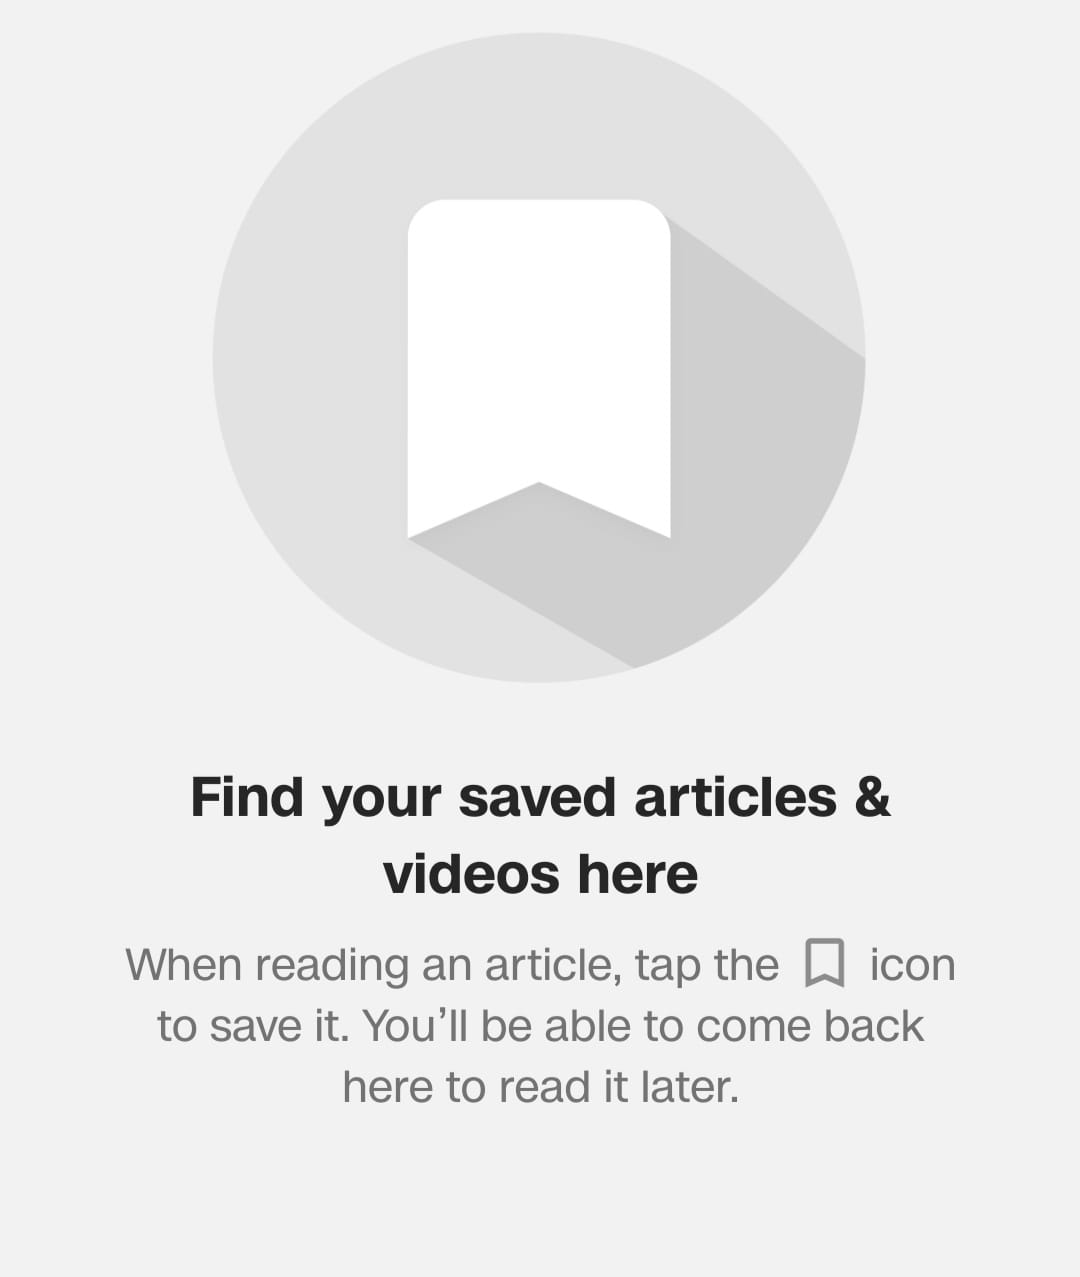 Find your saved articles &
videos here
When reading an article, tap the icon
to save it. You’ll be able to come back
here to read it later.